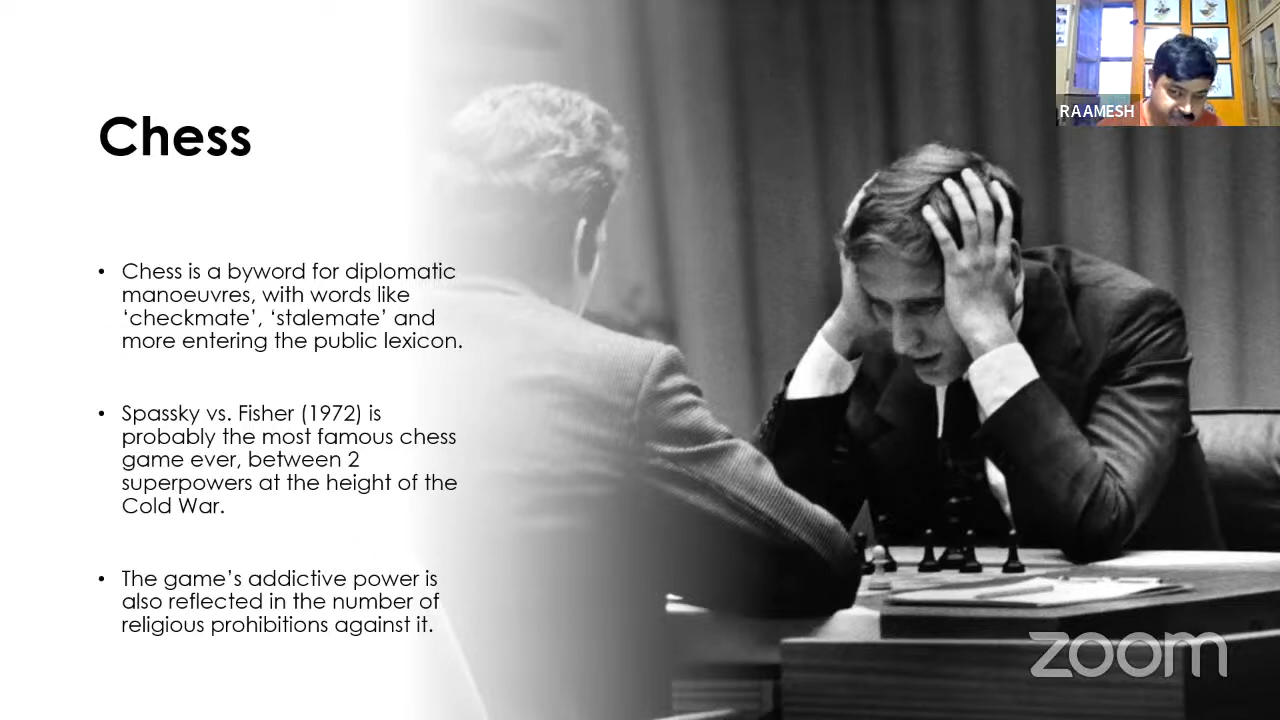 Chess
• Chess is a byword for diplomatic
manoeuvres, with words like
‘checkmate’, ‘stalemate’ and
more entering the public lexicon.
• Spassky vs. Fisher (1972) is
probably the most famous chess
game ever, between 2
superpowers at the height of the
Cold War.
• The game’s addictive power is
also reflected in the number of
religious prohibitions against it.
RAAMESH
zoom